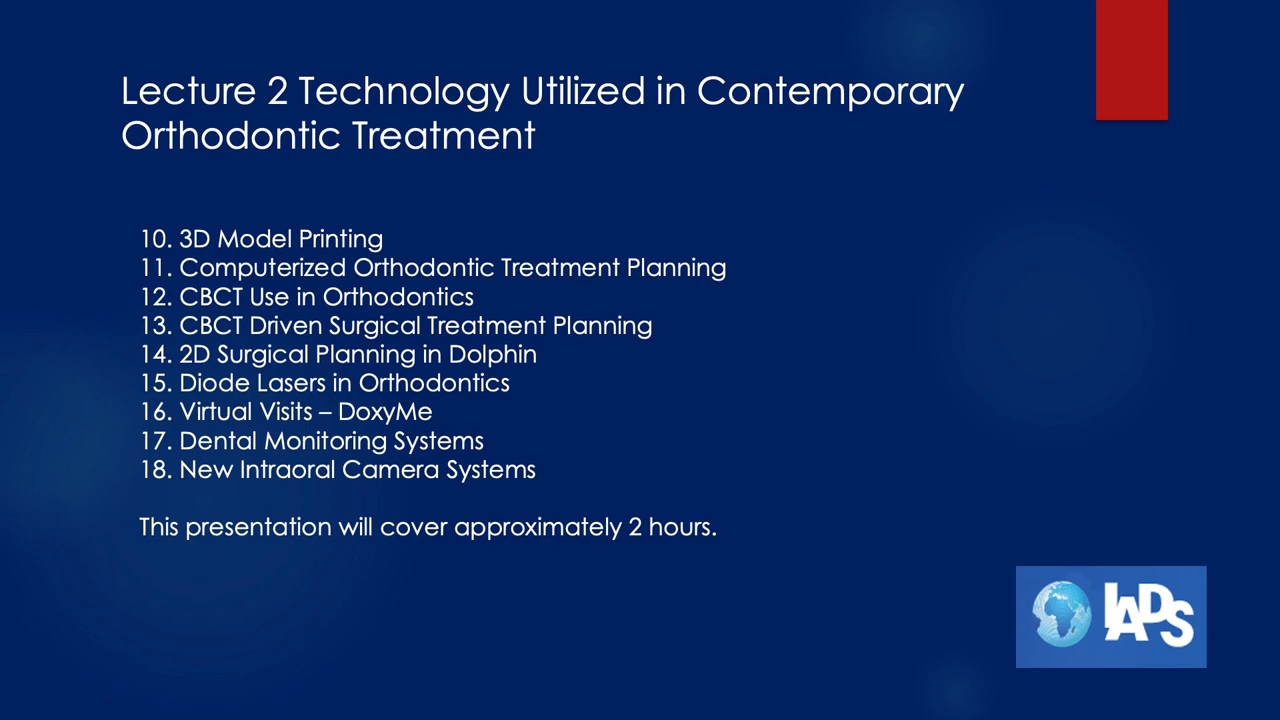 Lecture 2 Technology Utilized in Contemporary
Orthodontic Treatment
10. 3D Model Printing
11. Computerized Orthodontic Treatment Planning
12. CBCT Use in Orthodontics
13. CBCT Driven Surgical Treatment Planning
14. 2D Surgical Planning in Dolphin
15. Diode Lasers in Orthodontics
16. Virtual Visits – DoxyMe
17. Dental Monitoring Systems
18. New Intraoral Camera Systems
This presentation will cover approximately 2 hours.
IADS